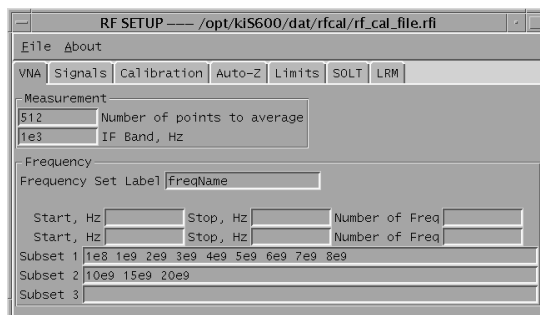 RF SETUP ——— /opt/kiS600/dat/rfcal/rf_cal_file.rfi
File About
VNA Signals Calibration Auto-Z Limits SOLT LRM
Measurement
512 Number of points to average
1e3 IF Band, Hz
Frequency
Frequency Set Label freqName
Start, Hz Stop, Hz Number of Freq
Start, Hz Stop, Hz Number of Freq
Subset 1 1e8 1e9 2e9 3e9 4e9 5e9 6e9 7e9 8e9
Subset 2 10e9 15e9 20e9
Subset 3